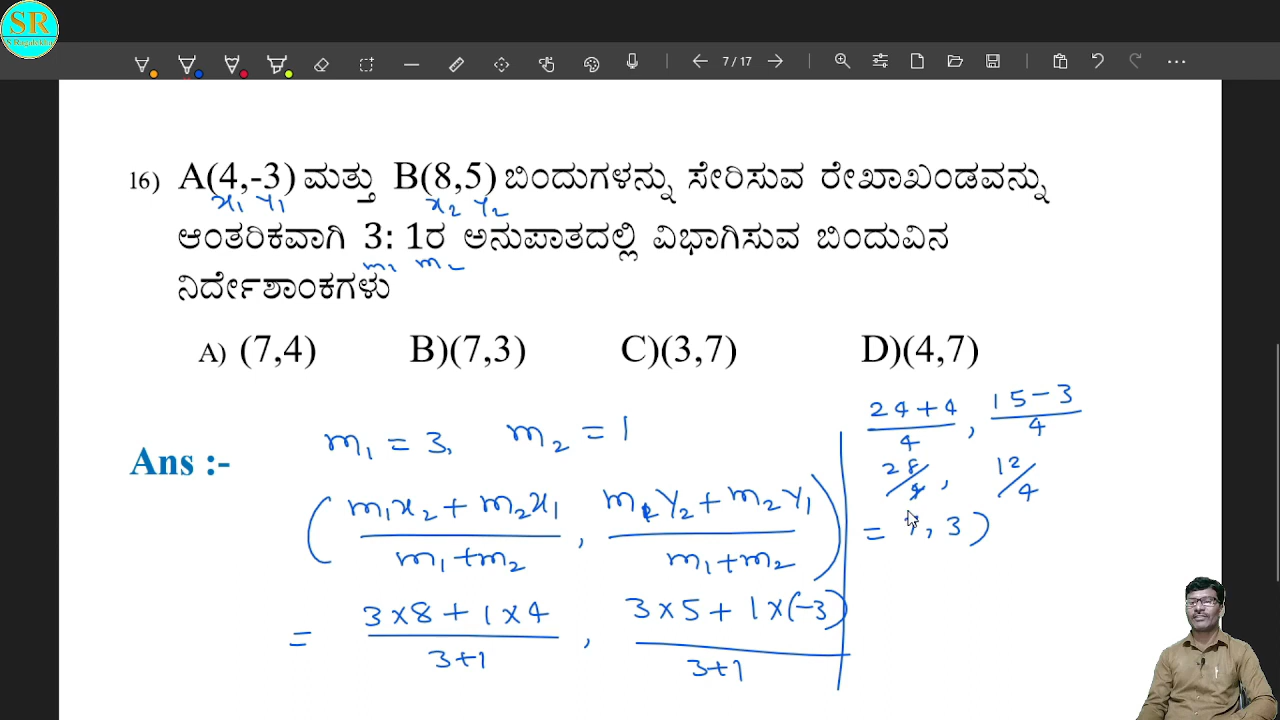 SR
7 / 17
16) A(4,-3) ಮತ್ತು B(8,5) ಬಿಂದುಗಳನ್ನು ಸೇರಿಸುವ ರೇಖಾಖಂಡವನ್ನು
x₁ y₁ x₂ y₂
ಆಂತರಿಕವಾಗಿ 3: 1ರ ಅನುಪಾತದಲ್ಲಿ ವಿಭಾಗಿಸುವ ಬಿಂದುವಿನ
m₁ m₂
ನಿರ್ದೇಶಾಂಕಗಳು
A) (7,4) B)(7,3) C)(3,7) D)(4,7)
Ans :-
m₁ = 3, m₂ = 1
(m₁x₂ + m₂x₁ / m₁+m₂ , m₁y₂ + m₂y₁ / m₁+m₂)
= 3×8 + 1×4 / 3+1 , 3×5 + 1×(-3) / 3+1
24+4 / 4 , 15-3 / 4
28/4 , 12/4
= 7, 3)